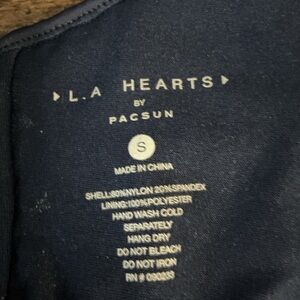 L.A HEARTS
BY
PACSUN
S
MADE IN CHINA
SHELL:80%NYLON 20%SPANDEX
LINING:100%POLYESTER
HAND WASH COLD
SEPARATELY
HANG DRY
DO NOT BLEACH
DO NOT IRON
RN # 090233